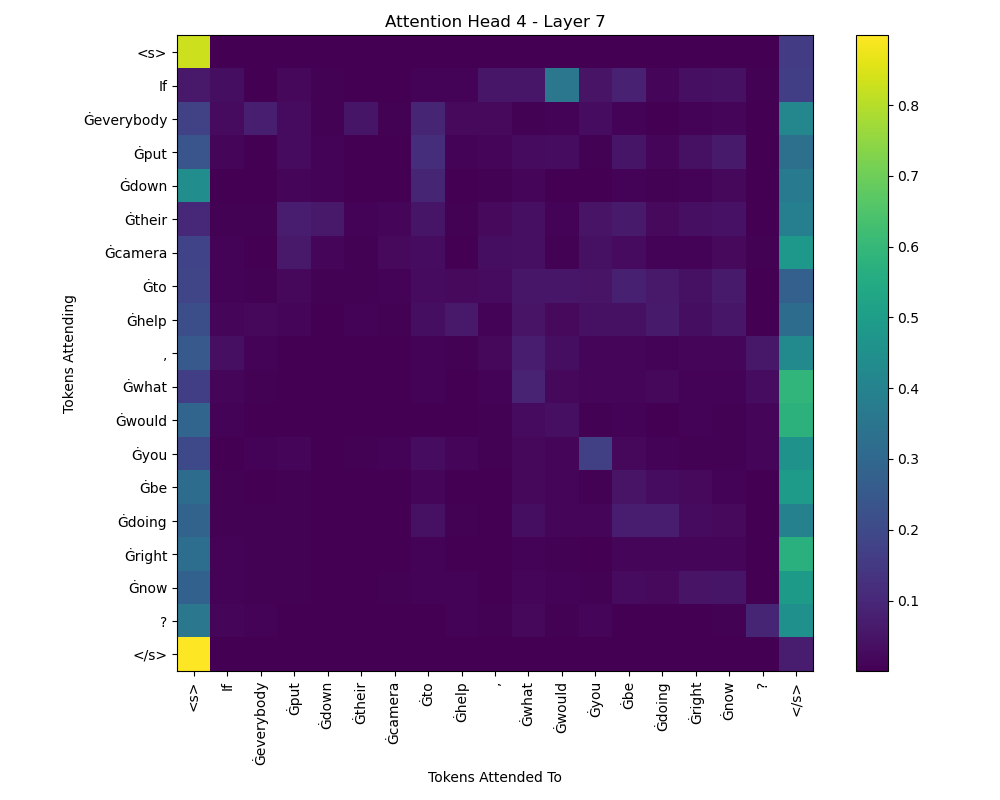 Attention Head 4 - Layer 7
Tokens Attending
<s>
If
Ġeverybody
Ġput
Ġdown
Ġtheir
Ġcamera
Ġto
Ġhelp
,
Ġwhat
Ġwould
Ġyou
Ġbe
Ġdoing
Ġright
Ġnow
?
</s>
<s>
If
Ġeverybody
Ġput
Ġdown
Ġtheir
Ġcamera
Ġto
Ġhelp
,
Ġwhat
Ġwould
Ġyou
Ġbe
Ġdoing
Ġright
Ġnow
?
</s>
Tokens Attended To
0.8
0.7
0.6
0.5
0.4
0.3
0.2
0.1